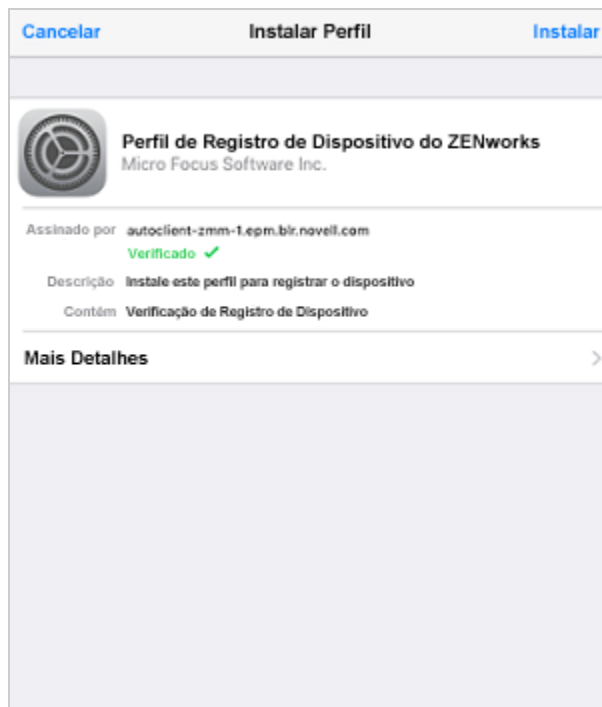 Cancelar Instalar Perfil Instalar
Perfil de Registro de Dispositivo do ZENworks
Micro Focus Software Inc.
Assinado por autoclient-zmm-1.epm.blr.novell.com
Verificado ✓
Descrição Instale este perfil para registrar o dispositivo
Contém Verificação de Registro de Dispositivo
Mais Detalhes